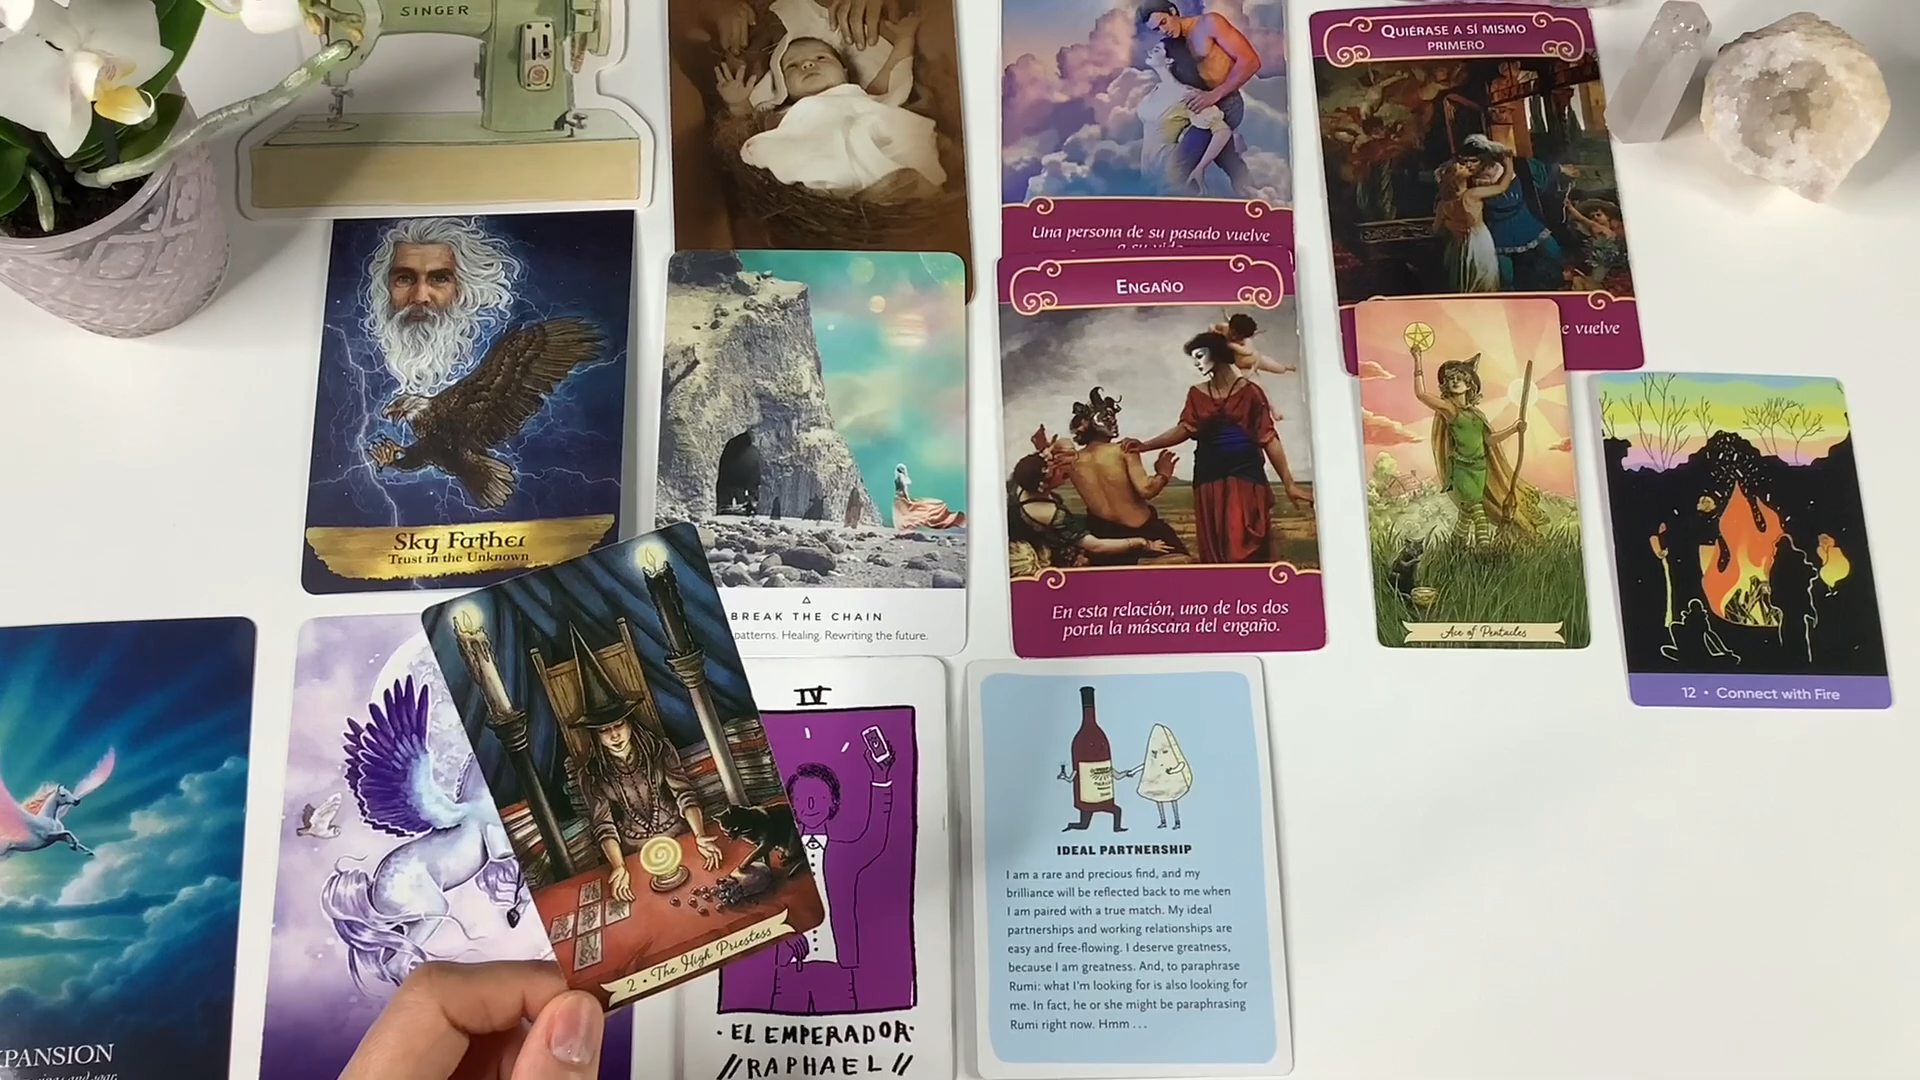 SINGER
QUIÉRASE A SÍ MISMO
PRIMERO
Una persona de su pasado vuelve
a su vida
e vuelve
ENGAÑO
En esta relación, uno de los dos
porta la máscara del engaño.
Sky Father
Trust in the Unknown
BREAK THE CHAIN
patterns. Healing. Rewriting the future.
Ace of Pentacles
12 • Connect with Fire
2 • The High Priestess
IV
· EL EMPERADOR ·
// RAPHAEL //
IDEAL PARTNERSHIP
I am a rare and precious find, and my
brilliance will be reflected back to me when
I am paired with a true match. My ideal
partnerships and working relationships are
easy and free-flowing. I deserve greatness,
because I am greatness. And, to paraphrase
Rumi: what I'm looking for is also looking for
me. In fact, he or she might be paraphrasing
Rumi right now. Hmm ...
XPANSION
wings and soar.